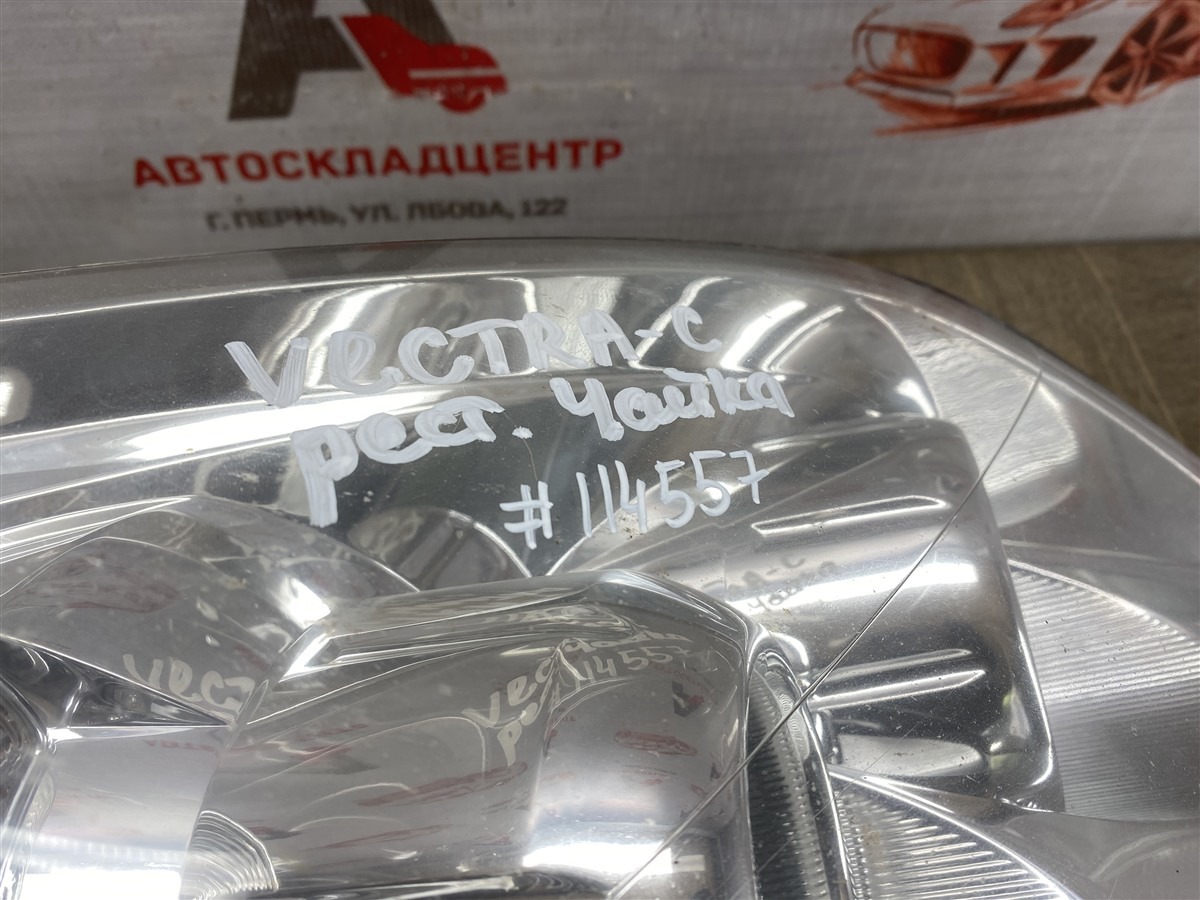 АВТОСКЛАДЦЕНТР
Г. ПЕРМЬ, УЛ. ЛБОВА, 122
VECTRA-C
рест. Чайка
#114557